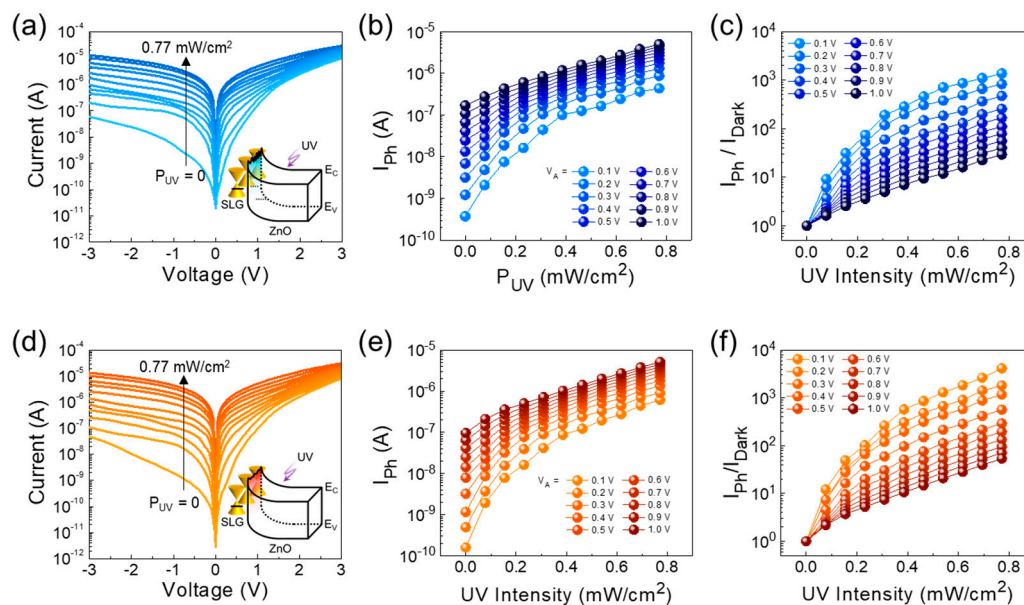 (a)
10^-4
10^-5
10^-6
10^-7
10^-8
10^-9
10^-10
10^-11
10^-12
Current (A)
0.77 mW/cm²
P_UV = 0
UV
E_C
E_V
SLG
ZnO
-3 -2 -1 0 1 2 3
Voltage (V)
(b)
10^-5
10^-6
10^-7
10^-8
10^-9
10^-10
I_Ph (A)
V_A =
0.1 V 0.6 V
0.2 V 0.7 V
0.3 V 0.8 V
0.4 V 0.9 V
0.5 V 1.0 V
0.0 0.2 0.4 0.6 0.8
P_UV (mW/cm²)
(c)
10^4
10^3
10^2
10^1
10^0
I_Ph / I_Dark
0.1 V 0.6 V
0.2 V 0.7 V
0.3 V 0.8 V
0.4 V 0.9 V
0.5 V 1.0 V
0.0 0.2 0.4 0.6 0.8
UV Intensity (mW/cm²)
(d)
10^-4
10^-5
10^-6
10^-7
10^-8
10^-9
10^-10
10^-11
10^-12
Current (A)
0.77 mW/cm²
P_UV = 0
UV
E_C
E_V
SLG
ZnO
-3 -2 -1 0 1 2 3
Voltage (V)
(e)
10^-4
10^-5
10^-6
10^-7
10^-8
10^-9
10^-10
I_Ph (A)
V_A =
0.1 V 0.6 V
0.2 V 0.7 V
0.3 V 0.8 V
0.4 V 0.9 V
0.5 V 1.0 V
0.0 0.2 0.4 0.6 0.8
UV Intensity (mW/cm²)
(f)
10^4
10^3
10^2
10^1
10^0
I_Ph/I_Dark
0.1 V 0.6 V
0.2 V 0.7 V
0.3 V 0.8 V
0.4 V 0.9 V
0.5 V 1.0 V
0.0 0.2 0.4 0.6 0.8
UV Intensity (mW/cm²)